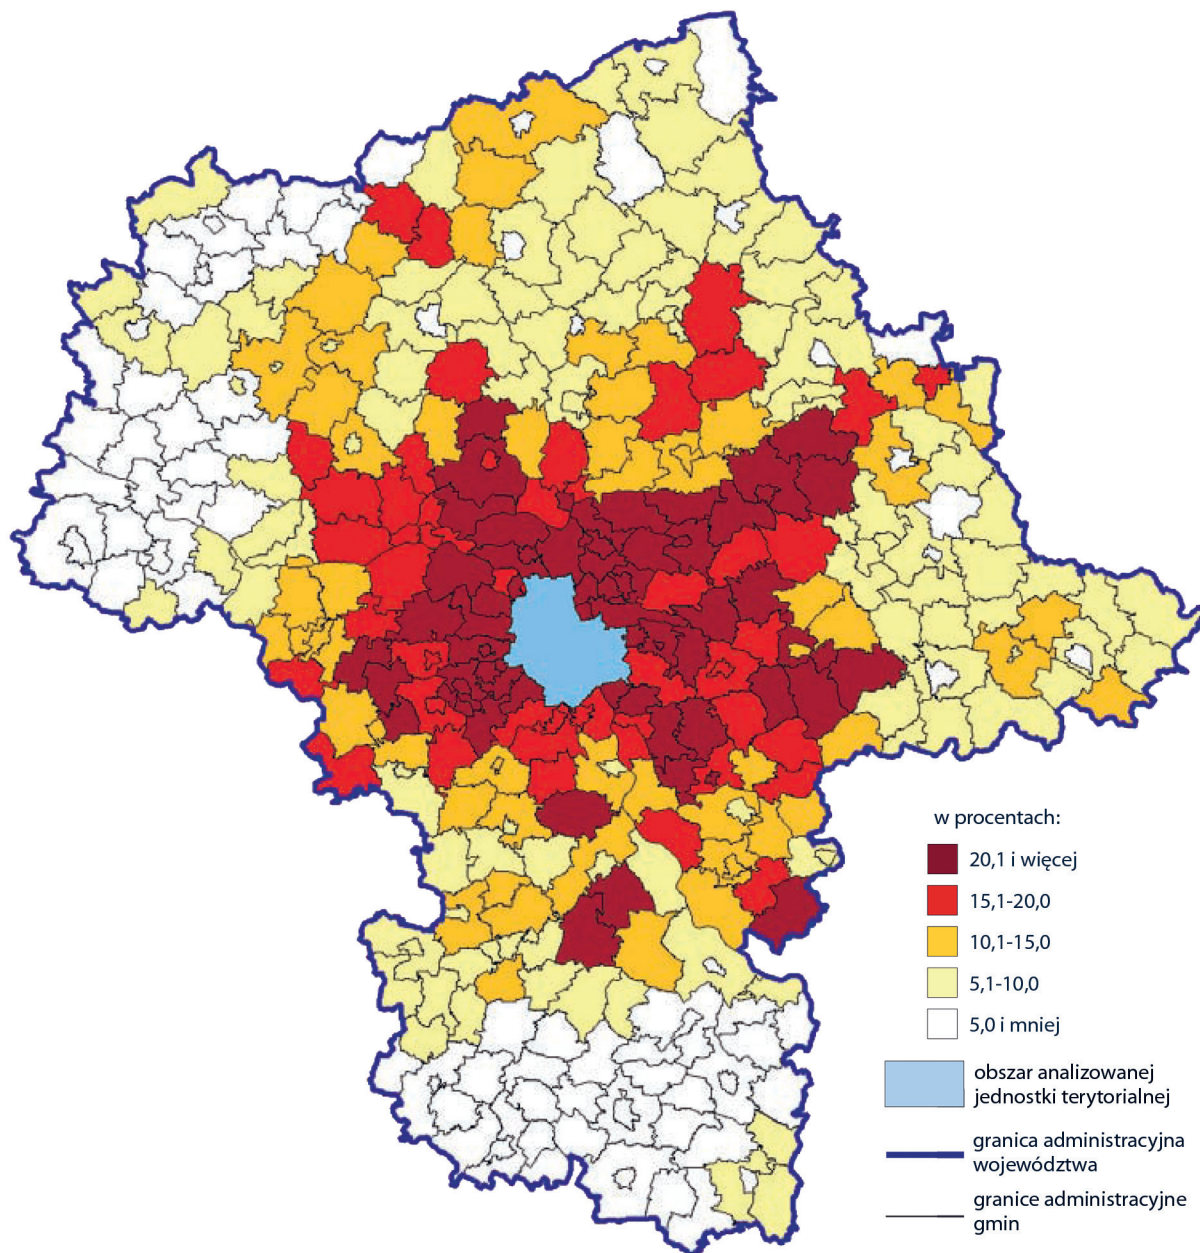 w procentach:
20,1 i więcej
15,1-20,0
10,1-15,0
5,1-10,0
5,0 i mniej
obszar analizowanej
jednostki terytorialnej
granica administracyjna
województwa
granice administracyjne
gmin